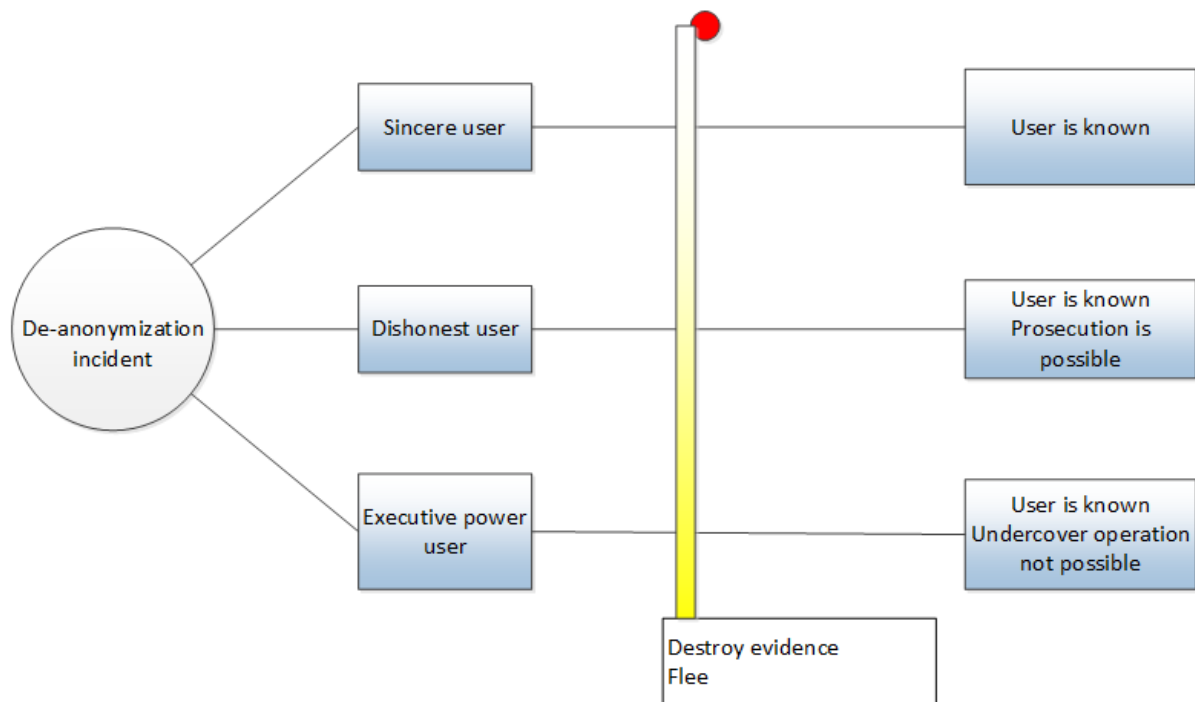 Sincere user
User is known
De-anonymization
incident
Dishonest user
User is known
Prosecution is
possible
Executive power
user
User is known
Undercover operation
not possible
Destroy evidence
Flee